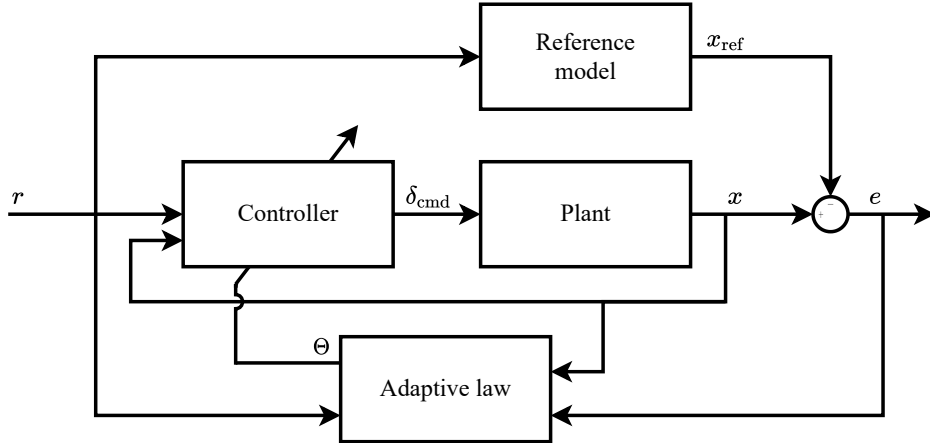 Reference
model
x_ref
r
Controller
δ_cmd
Plant
x
−
+
e
Θ
Adaptive law